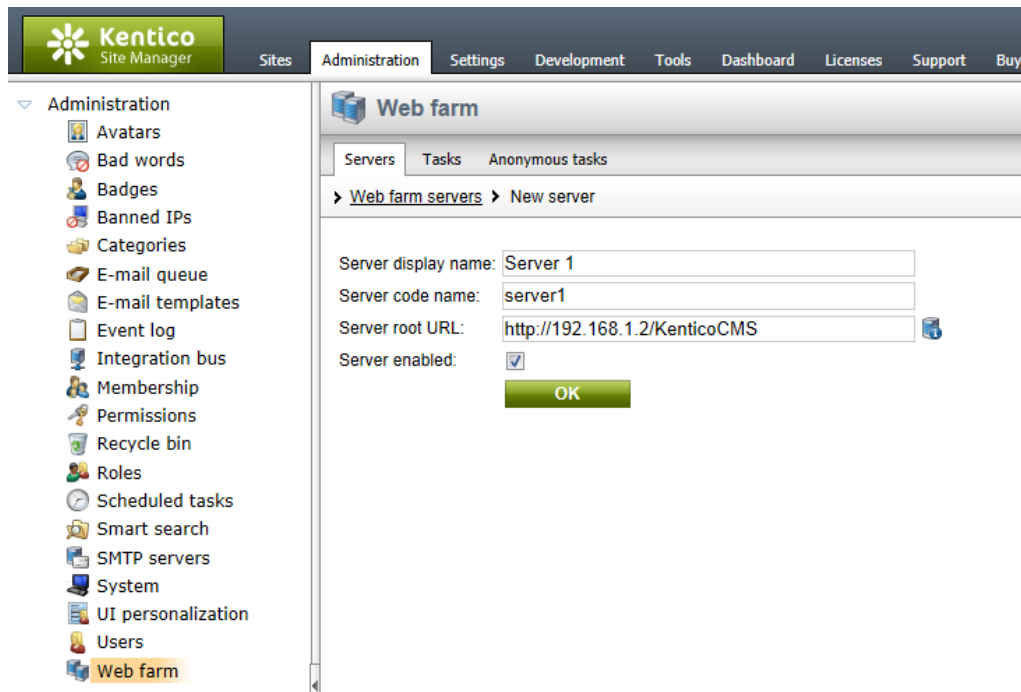 Kentico
Site Manager
Sites Administration Settings Development Tools Dashboard Licenses Support Buy
Administration
Avatars
Bad words
Badges
Banned IPs
Categories
E-mail queue
E-mail templates
Event log
Integration bus
Membership
Permissions
Recycle bin
Roles
Scheduled tasks
Smart search
SMTP servers
System
UI personalization
Users
Web farm
Web farm
Servers Tasks Anonymous tasks
Web farm servers New server
Server display name: Server 1
Server code name: server1
Server root URL: http://192.168.1.2/KenticoCMS
Server enabled:
OK